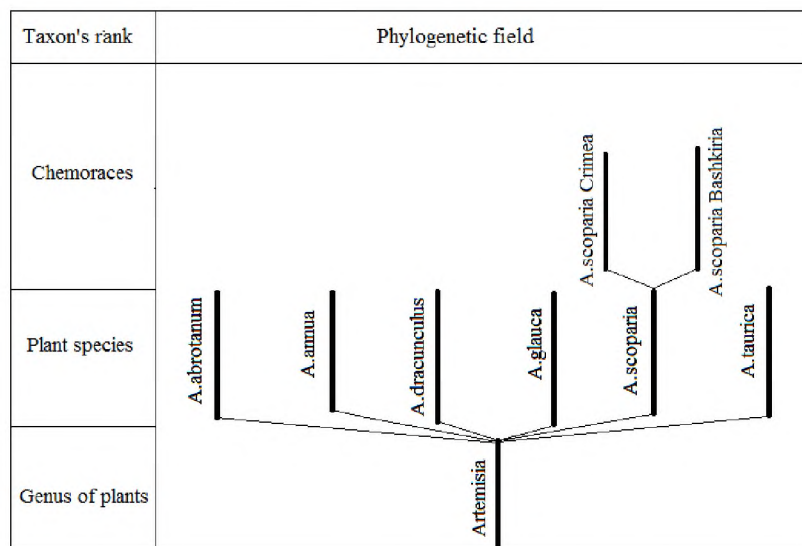 Taxon's rank
Phylogenetic field
Chemoraces
A.scoparia Crimea
A.scoparia Bashkiria
Plant species
A.abrotanum
A.annua
A.dracunculus
A.glauca
A.scoparia
A.taurica
Genus of plants
Artemisia